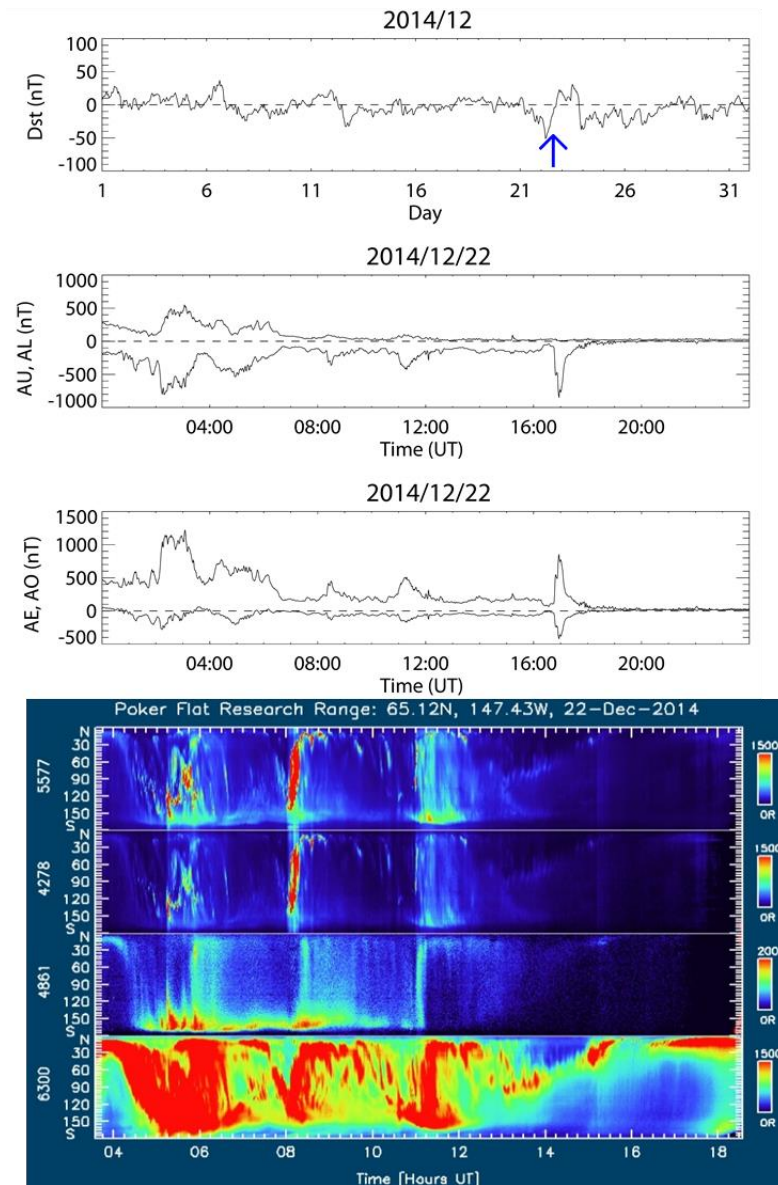 2014/12
Dst (nT)
100
50
0
-50
-100
1 6 11 16 21 26 31
Day
2014/12/22
AU, AL (nT)
1000
500
0
-500
-1000
04:00 08:00 12:00 16:00 20:00
Time (UT)
2014/12/22
AE, AO (nT)
1500
1000
500
0
-500
04:00 08:00 12:00 16:00 20:00
Time (UT)
Poker Flat Research Range: 65.12N, 147.43W, 22-Dec-2014
5577
N
30
60
90
120
150
S
1500
0R
4278
N
30
60
90
120
150
S
1500
0R
4861
N
30
60
90
120
150
S
200
0R
6300
N
30
60
90
120
150
S
1500
0R
04 06 08 10 12 14 16 18
Time [Hours UT]